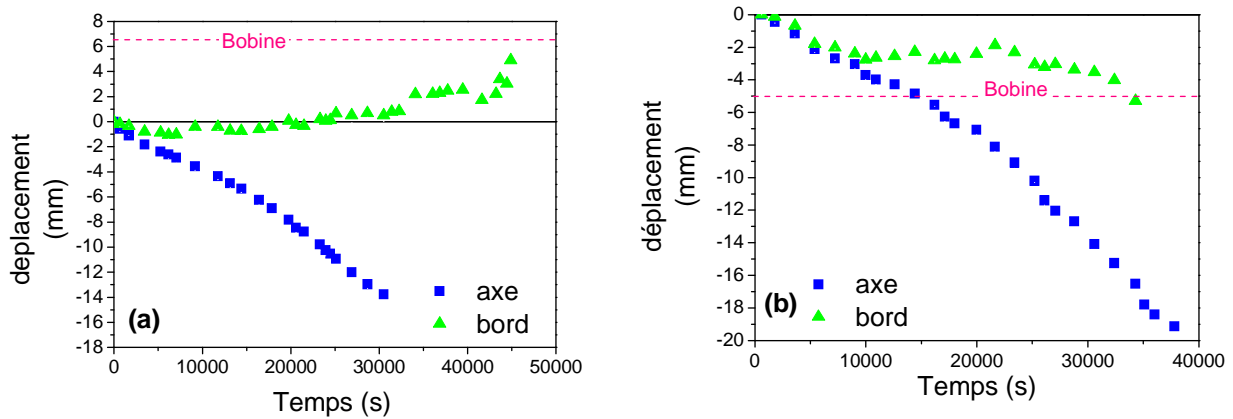 8
6
4
2
0
-2
-4
-6
-8
-10
-12
-14
-16
-18
deplacement
(mm)
Bobine
axe
bord
(a)
0 10000 20000 30000 40000 50000
Temps (s)
0
-2
-4
-6
-8
-10
-12
-14
-16
-18
-20
déplacement
(mm)
Bobine
axe
bord
(b)
0 10000 20000 30000 40000
Temps (s)